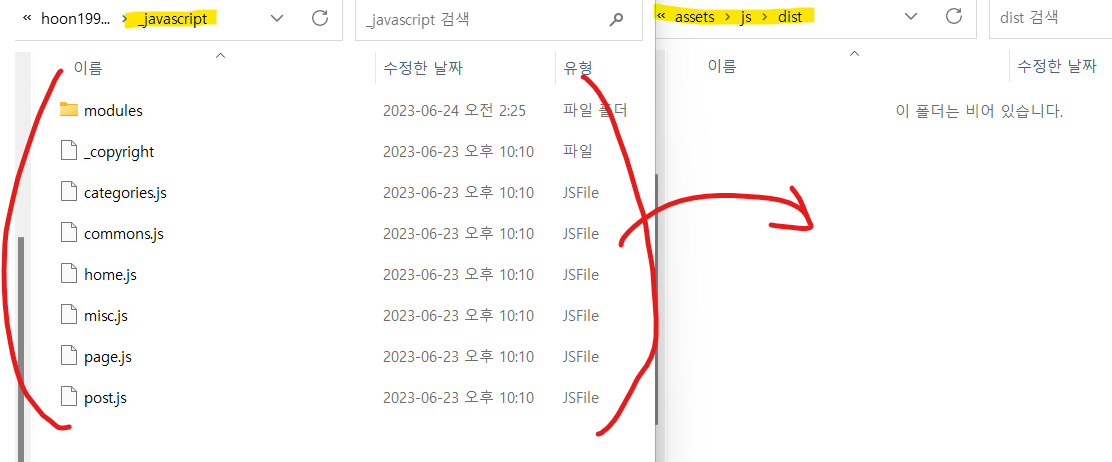 « hoon199... > _javascript
_javascript 검색
이름 수정한 날짜 유형
modules 2023-06-24 오전 2:25 파일 폴더
_copyright 2023-06-23 오후 10:10 파일
categories.js 2023-06-23 오후 10:10 JSFile
commons.js 2023-06-23 오후 10:10 JSFile
home.js 2023-06-23 오후 10:10 JSFile
misc.js 2023-06-23 오후 10:10 JSFile
page.js 2023-06-23 오후 10:10 JSFile
post.js 2023-06-23 오후 10:10 JSFile
« assets > js > dist
dist 검색
이름 수정한 날짜
이 폴더는 비어 있습니다.